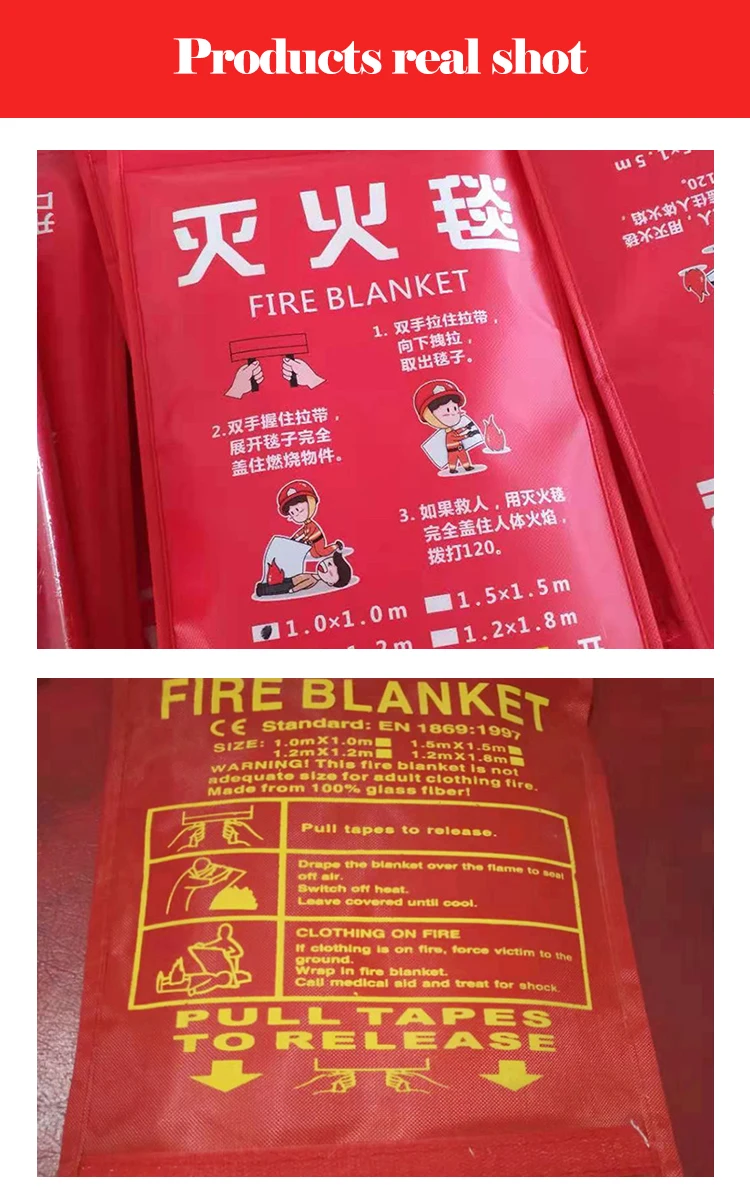 Products real shot
灭火毯
FIRE BLANKET
1. 双手拉住拉带，
向下拽拉，
取出毯子。
2.双手握住拉带，
展开毯子完全
盖住燃烧物件。
3. 如果救人，用灭火毯
完全盖住人体火焰，
拨打120。
1.0×1.0m 1.5×1.5m
1.2×1.8m
FIRE BLANKET
CE Standard: EN 1869:1997
SIZE: 1.0mX1.0m 1.5mX1.5m
1.2mX1.2m 1.2mX1.8m
WARNING! This fire blanket is not
adequate size for adult clothing fire.
Made from 100% glass fiber!
Pull tapes to release.
Drape the blanket over the flame to seal
off air.
Switch off heat.
Leave covered until cool.
CLOTHING ON FIRE
If clothing is on fire, force victim to the
ground.
Wrap in fire blanket.
Call medical aid and treat for shock.
PULL TAPES
TO RELEASE